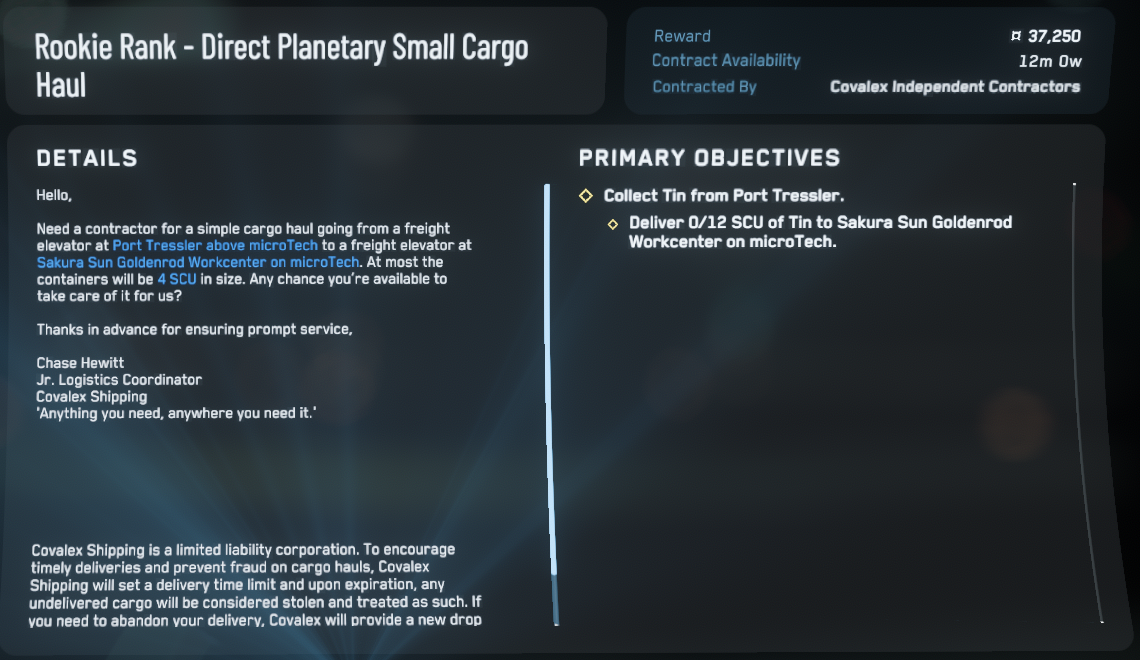 Rookie Rank - Direct Planetary Small Cargo
Haul
Reward ¤ 37,250
Contract Availability 12m 0w
Contracted By Covalex Independent Contractors
DETAILS
Hello,
Need a contractor for a simple cargo haul going from a freight
elevator at Port Tressler above microTech to a freight elevator at
Sakura Sun Goldenrod Workcenter on microTech. At most the
containers will be 4 SCU in size. Any chance you're available to
take care of it for us?
Thanks in advance for ensuring prompt service,
Chase Hewitt
Jr. Logistics Coordinator
Covalex Shipping
'Anything you need, anywhere you need it.'
Covalex Shipping is a limited liability corporation. To encourage
timely deliveries and prevent fraud on cargo hauls, Covalex
Shipping will set a delivery time limit and upon expiration, any
undelivered cargo will be considered stolen and treated as such. If
you need to abandon your delivery, Covalex will provide a new drop
PRIMARY OBJECTIVES
Collect Tin from Port Tressler.
Deliver 0/12 SCU of Tin to Sakura Sun Goldenrod
Workcenter on microTech.